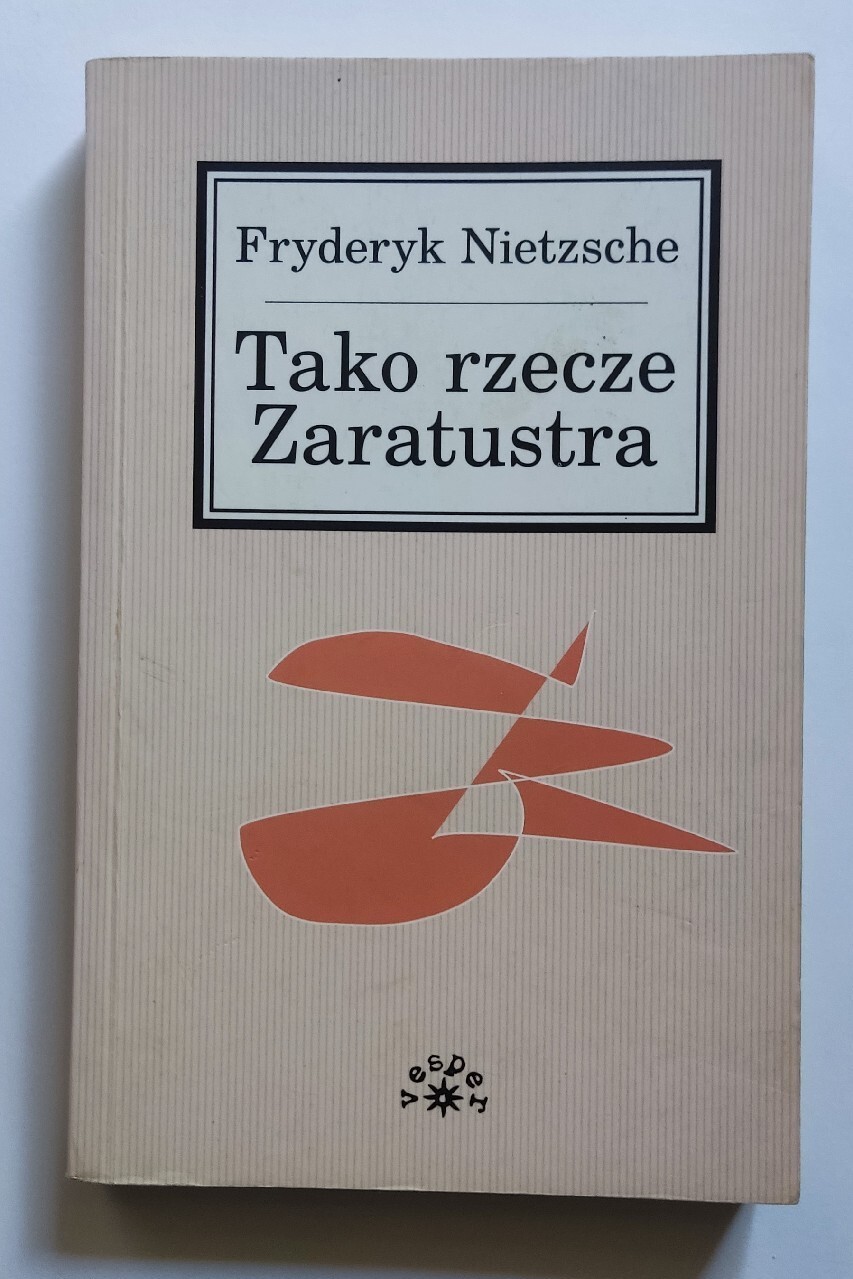 Fryderyk Nietzsche
Tako rzecze
Zaratustra
vesper